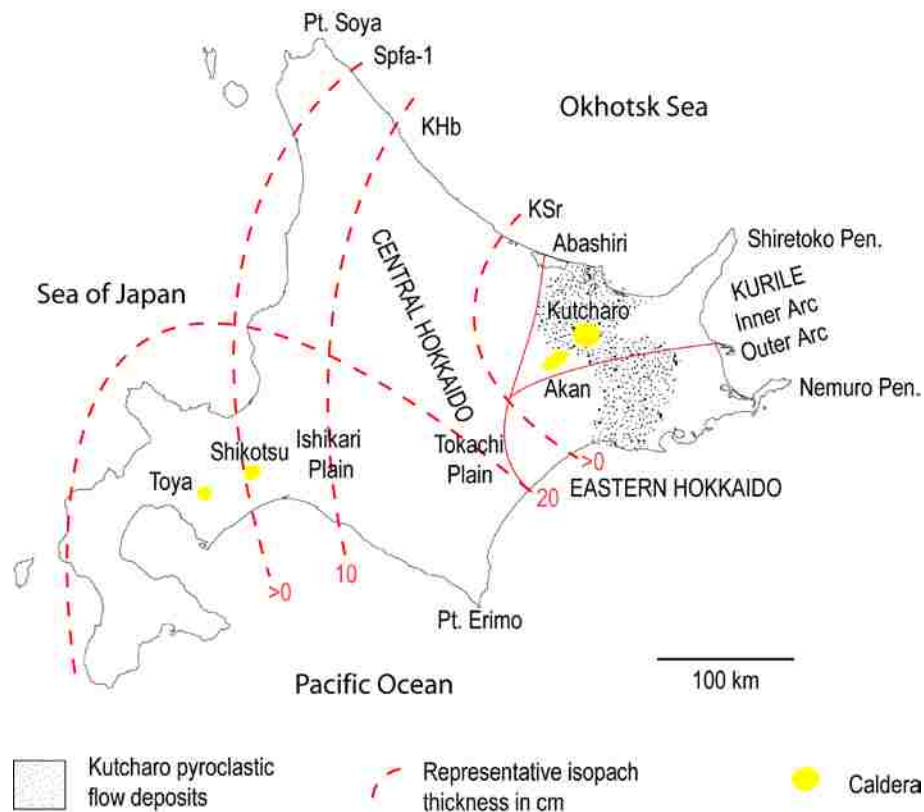 Pt. Soya
Spfa-1
KHb
Okhotsk Sea
KSr
Abashiri
Shiretoko Pen.
Sea of Japan
CENTRAL HOKKAIDO
Kutcharo
KURILE
Inner Arc
Outer Arc
Akan
Nemuro Pen.
Shikotsu
Ishikari
Plain
Tokachi
Plain
Toya
>0
20
EASTERN HOKKAIDO
>0
10
Pt. Erimo
Pacific Ocean
100 km
Kutcharo pyroclastic
flow deposits
Representative isopach
thickness in cm
Caldera